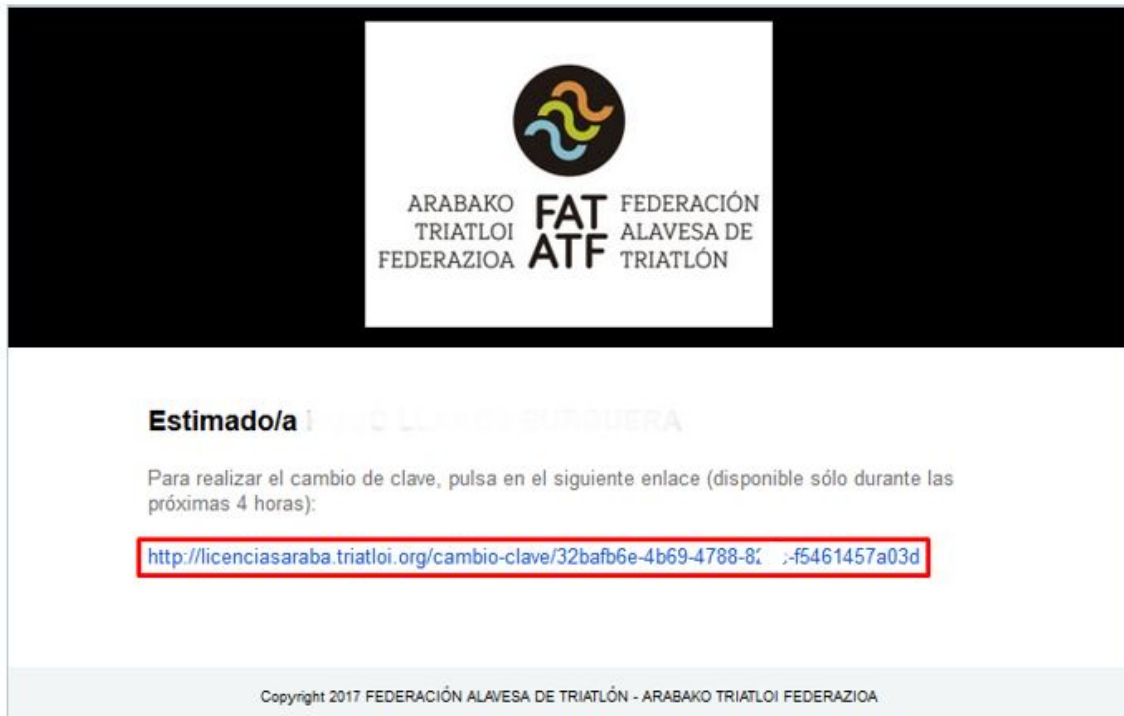 ARABAKO
TRIATLOI
FEDERAZIOA
FAT
ATF
FEDERACIÓN
ALAVESA DE
TRIATLÓN
Estimado/a
Para realizar el cambio de clave, pulsa en el siguiente enlace (disponible sólo durante las
próximas 4 horas):
http://licenciasaraba.triatloi.org/cambio-clave/32bafb6e-4b69-4788-82 -f5461457a03d
Copyright 2017 FEDERACIÓN ALAVESA DE TRIATLÓN - ARABAKO TRIATLOI FEDERAZIOA